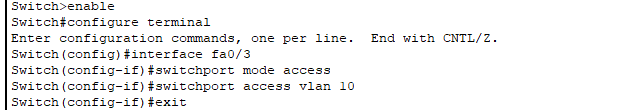 Switch>enable
Switch#configure terminal
Enter configuration commands, one per line.  End with CNTL/Z.
Switch(config)#interface fa0/3
Switch(config-if)#switchport mode access
Switch(config-if)#switchport access vlan 10
Switch(config-if)#exit